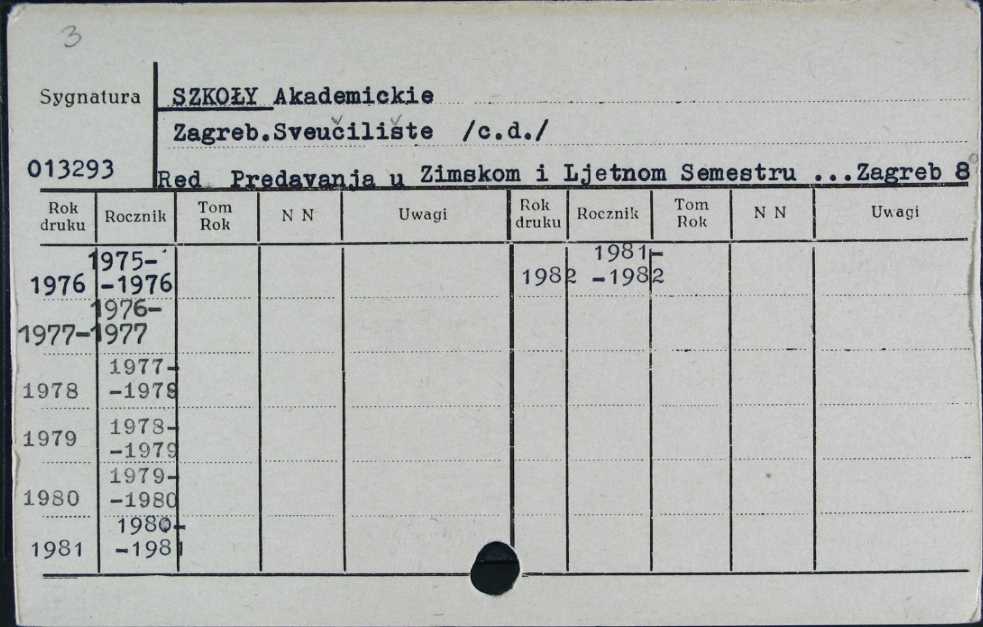 3
Sygnatura
SZKOŁY Akademickie
Zagreb.Sveučilište /c.d./
013293
Red Predavanja u Zimskom i Ljetnom Semestru ...Zagreb 8°
Rok druku Rocznik Tom Rok N N Uwagi Rok druku Rocznik Tom Rok N N Uwagi
1975- 1981-
1976 -1976 1982 -1982
1976-
1977-1977
1977-
1978 -1978
1978-
1979 -1979
1979-
1980 -1980
1980-
1981 -1981